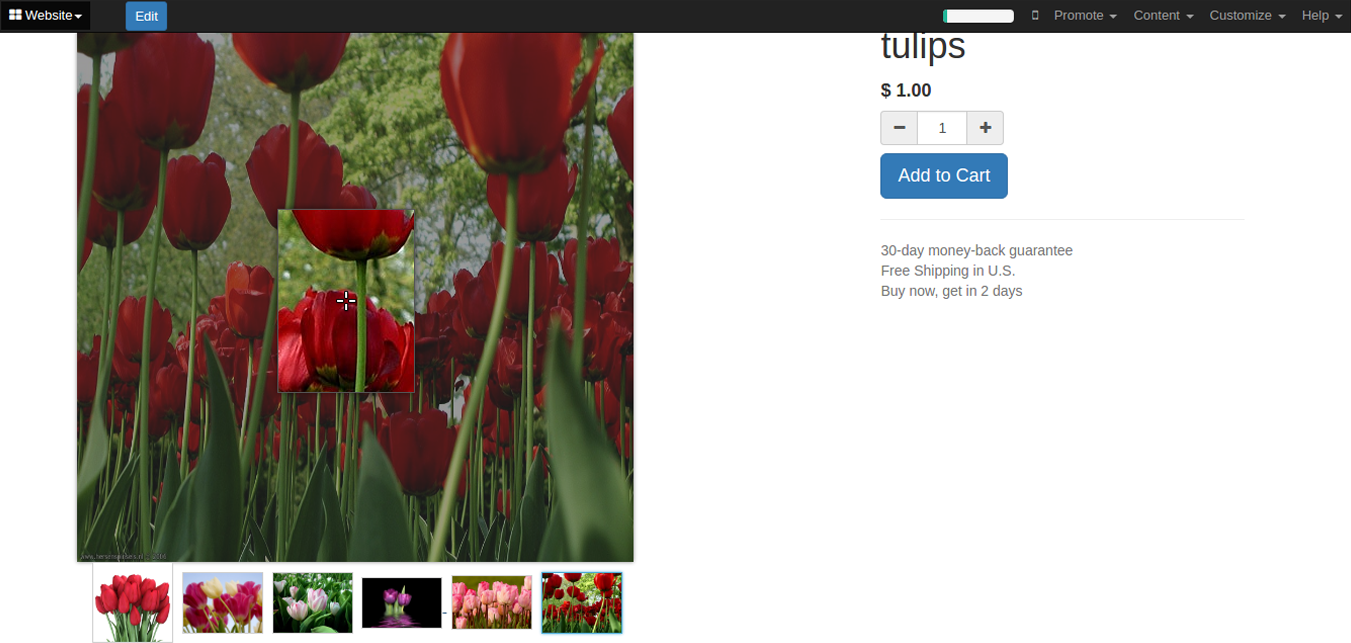 Website Edit Promote Content Customize Help
tulips
$ 1.00
1
Add to Cart
30-day money-back guarantee
Free Shipping in U.S.
Buy now, get in 2 days